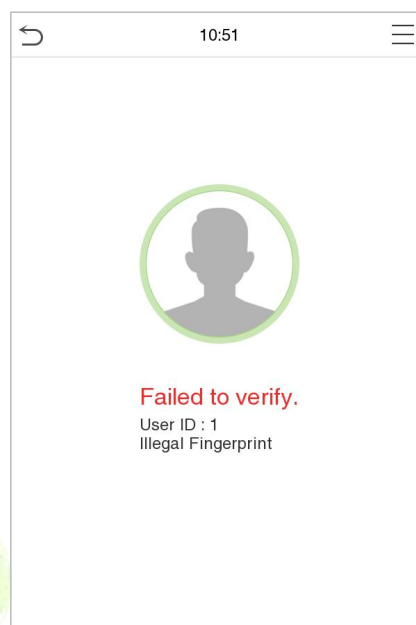 10:51
Failed to verify.
User ID : 1
Illegal Fingerprint